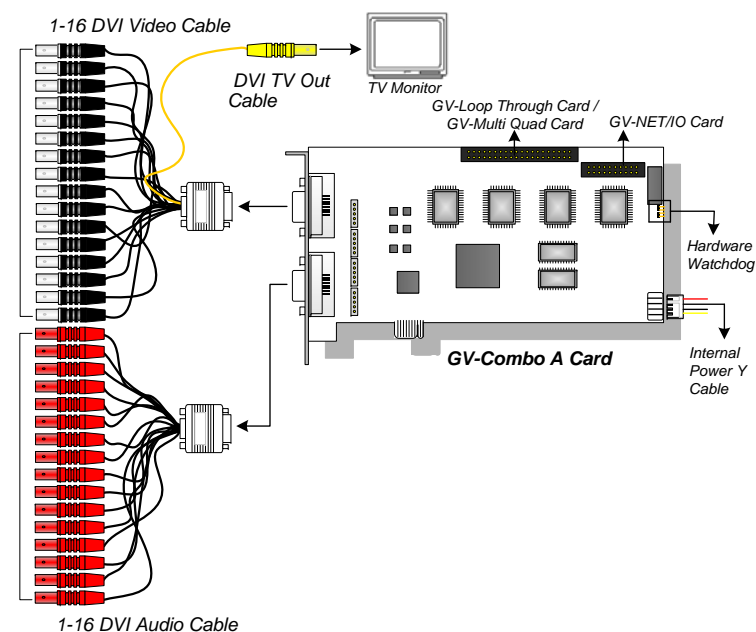 1-16 DVI Video Cable
DVI TV Out
Cable
TV Monitor
GV-Loop Through Card /
GV-Multi Quad Card
GV-NET/IO Card
Hardware
Watchdog
GV-Combo A Card
Internal
Power Y
Cable
1-16 DVI Audio Cable